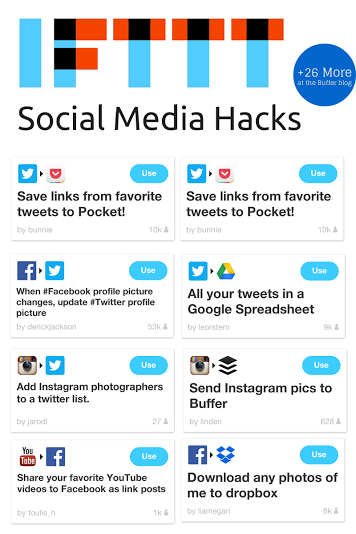 IFTTT
+26 More
at the Buffer blog
Social Media Hacks
Use
Save links from favorite
tweets to Pocket!
by bunnie 10k
Use
Save links from favorite
tweets to Pocket!
by bunnie 10k
Use
When #Facebook profile picture
changes, update #Twitter profile
picture
by derickjackson 53k
Use
All your tweets in a
Google Spreadsheet
by leorstern 9k
Use
Add Instagram photographers
to a twitter list.
by jarodl 27
Use
Send Instagram pics to
Buffer
by linden 628
You
Tube
Use
Share your favorite YouTube
videos to Facebook as link posts
by toulis_h 1k
Use
Download any photos of
me to dropbox
by liamegan 8k